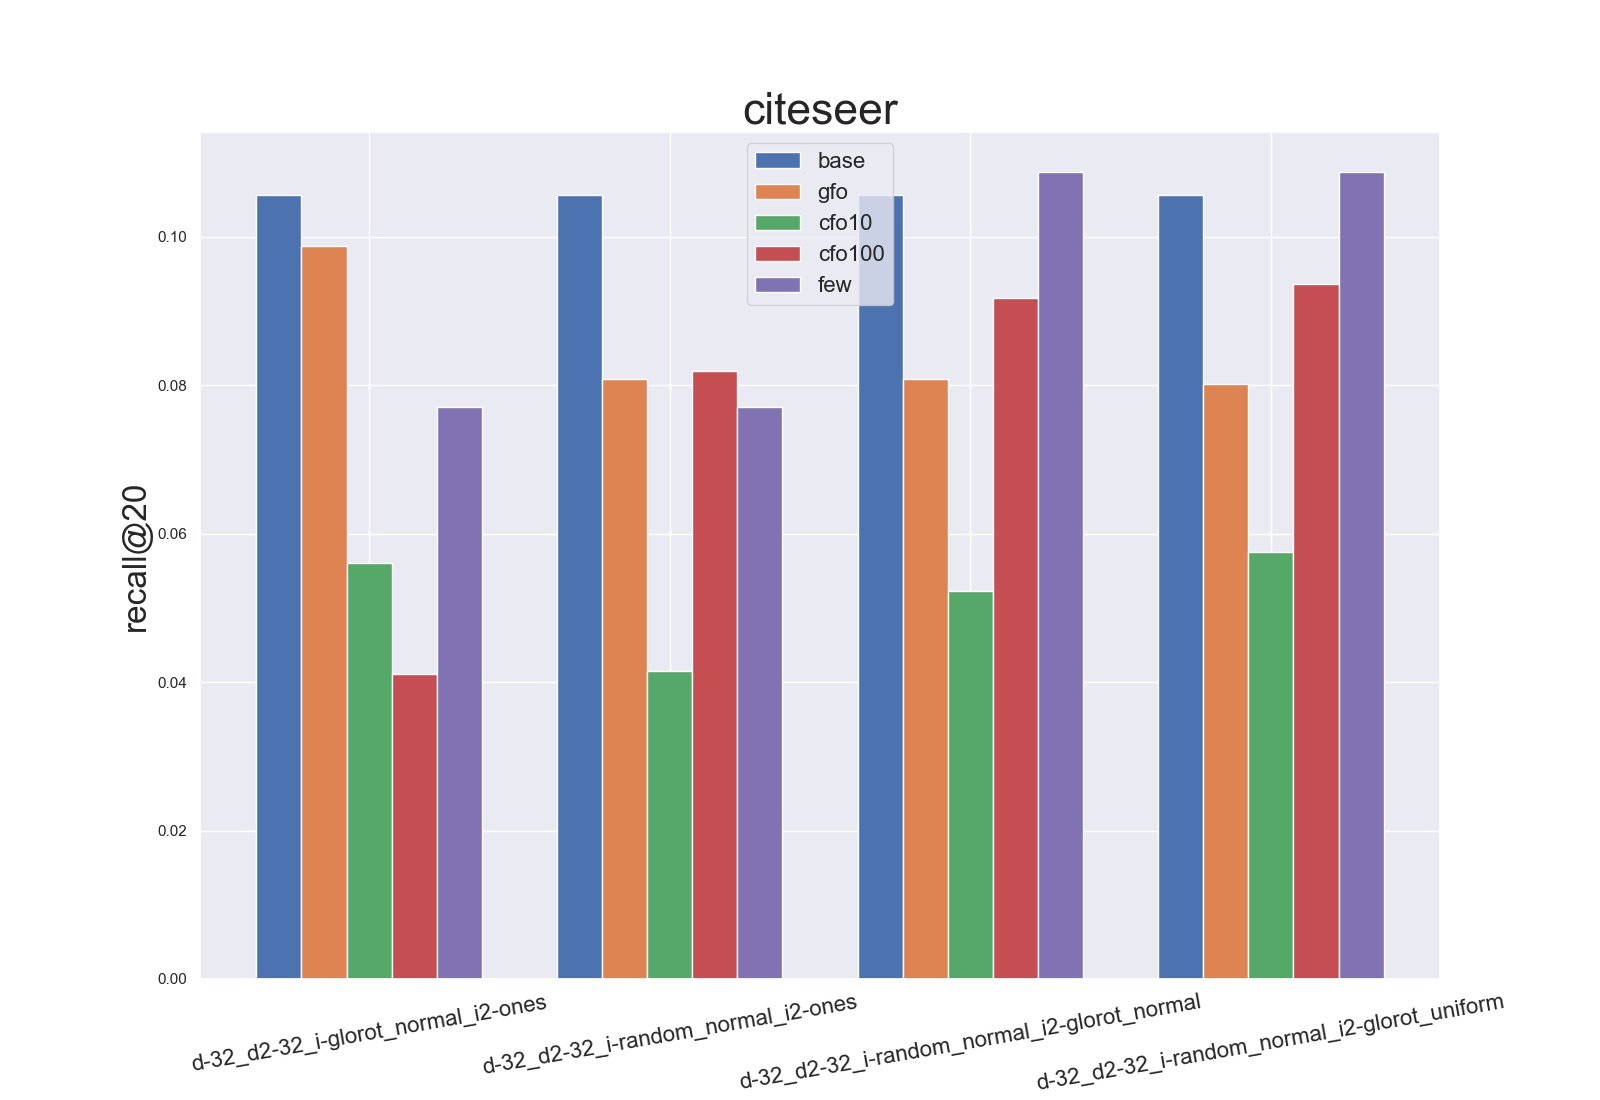 citeseer
base
gfo
cfo10
cfo100
few
recall@20
0.10
0.08
0.06
0.04
0.02
0.00
d-32_d2-32_i-glorot_normal_i2-ones
d-32_d2-32_i-random_normal_i2-ones
d-32_d2-32_i-random_normal_i2-glorot_normal
d-32_d2-32_i-random_normal_i2-glorot_uniform